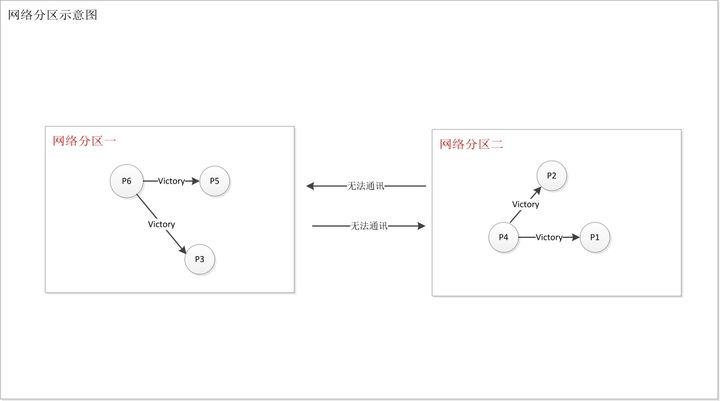 网络分区示意图
网络分区一
P6
Victory
P5
Victory
P3
无法通讯
无法通讯
网络分区二
P2
Victory
P4
Victory
P1